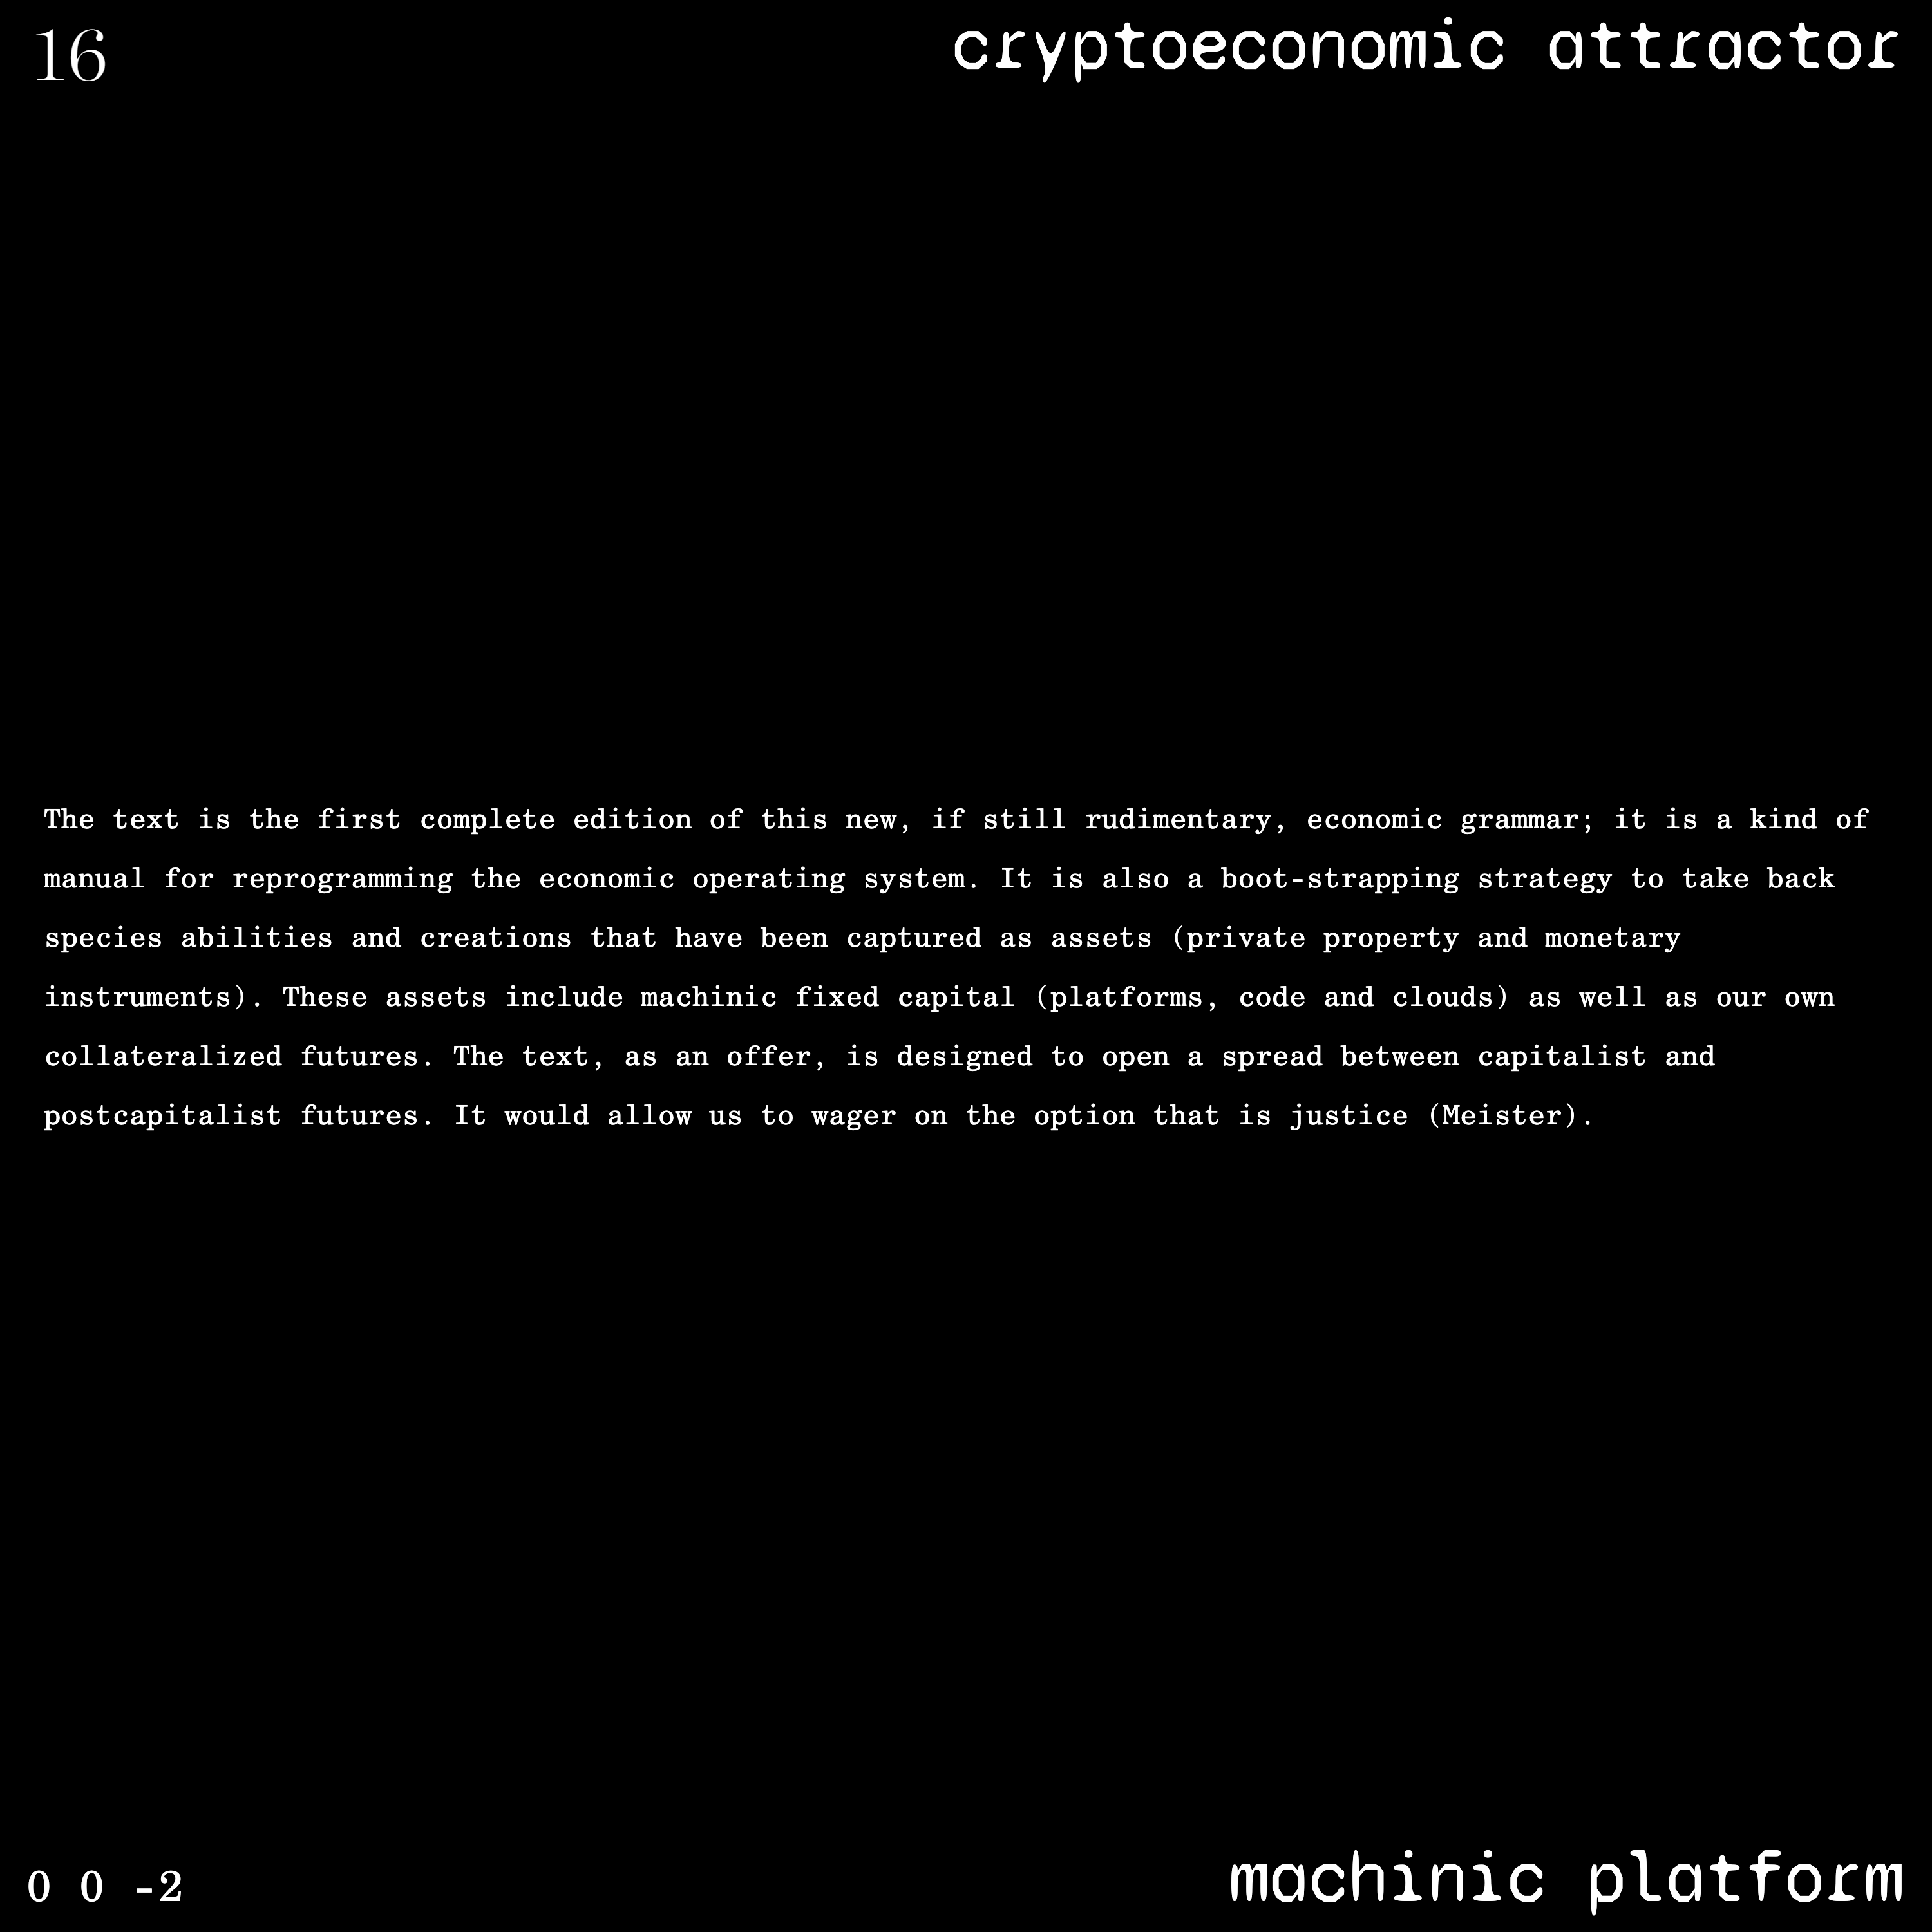 16
cryptoeconomic attractor
The text is the first complete edition of this new, if still rudimentary, economic grammar; it is a kind of
manual for reprogramming the economic operating system. It is also a boot-strapping strategy to take back
species abilities and creations that have been captured as assets (private property and monetary
instruments). These assets include machinic fixed capital (platforms, code and clouds) as well as our own
collateralized futures. The text, as an offer, is designed to open a spread between capitalist and
postcapitalist futures. It would allow us to wager on the option that is justice (Meister).
0 0 -2
machinic platform